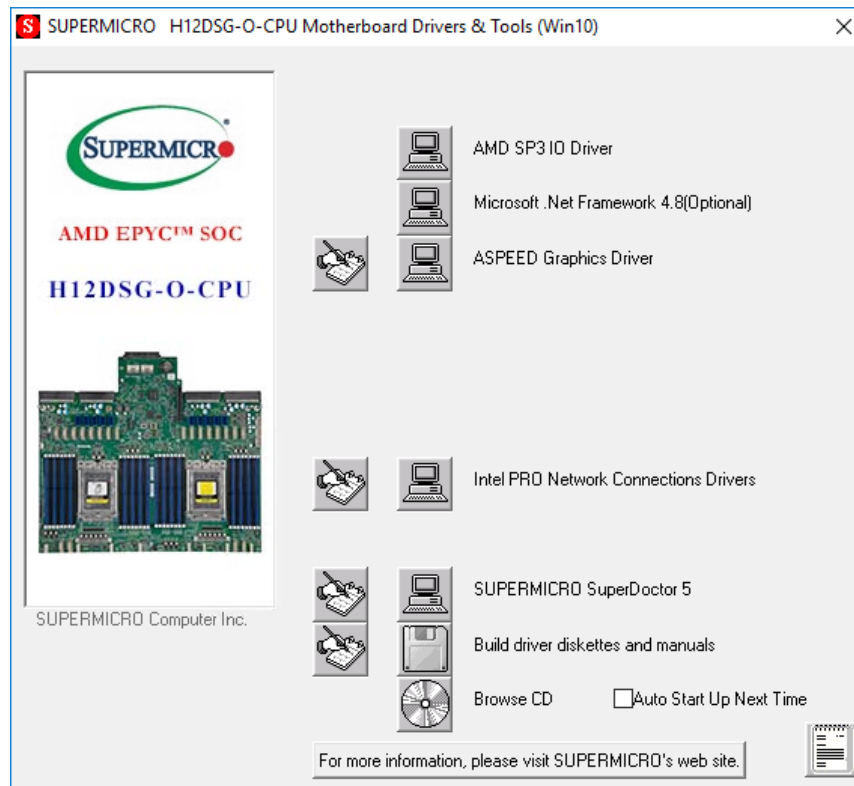 S SUPERMICRO H12DSG-O-CPU Motherboard Drivers & Tools (Win10)
SUPERMICRO
AMD EPYC™ SOC
H12DSG-O-CPU
SUPERMICRO Computer Inc.
AMD SP3 IO Driver
Microsoft .Net Framework 4.8(Optional)
ASPEED Graphics Driver
Intel PRO Network Connections Drivers
SUPERMICRO SuperDoctor 5
Build driver diskettes and manuals
Browse CD Auto Start Up Next Time
For more information, please visit SUPERMICRO's web site.